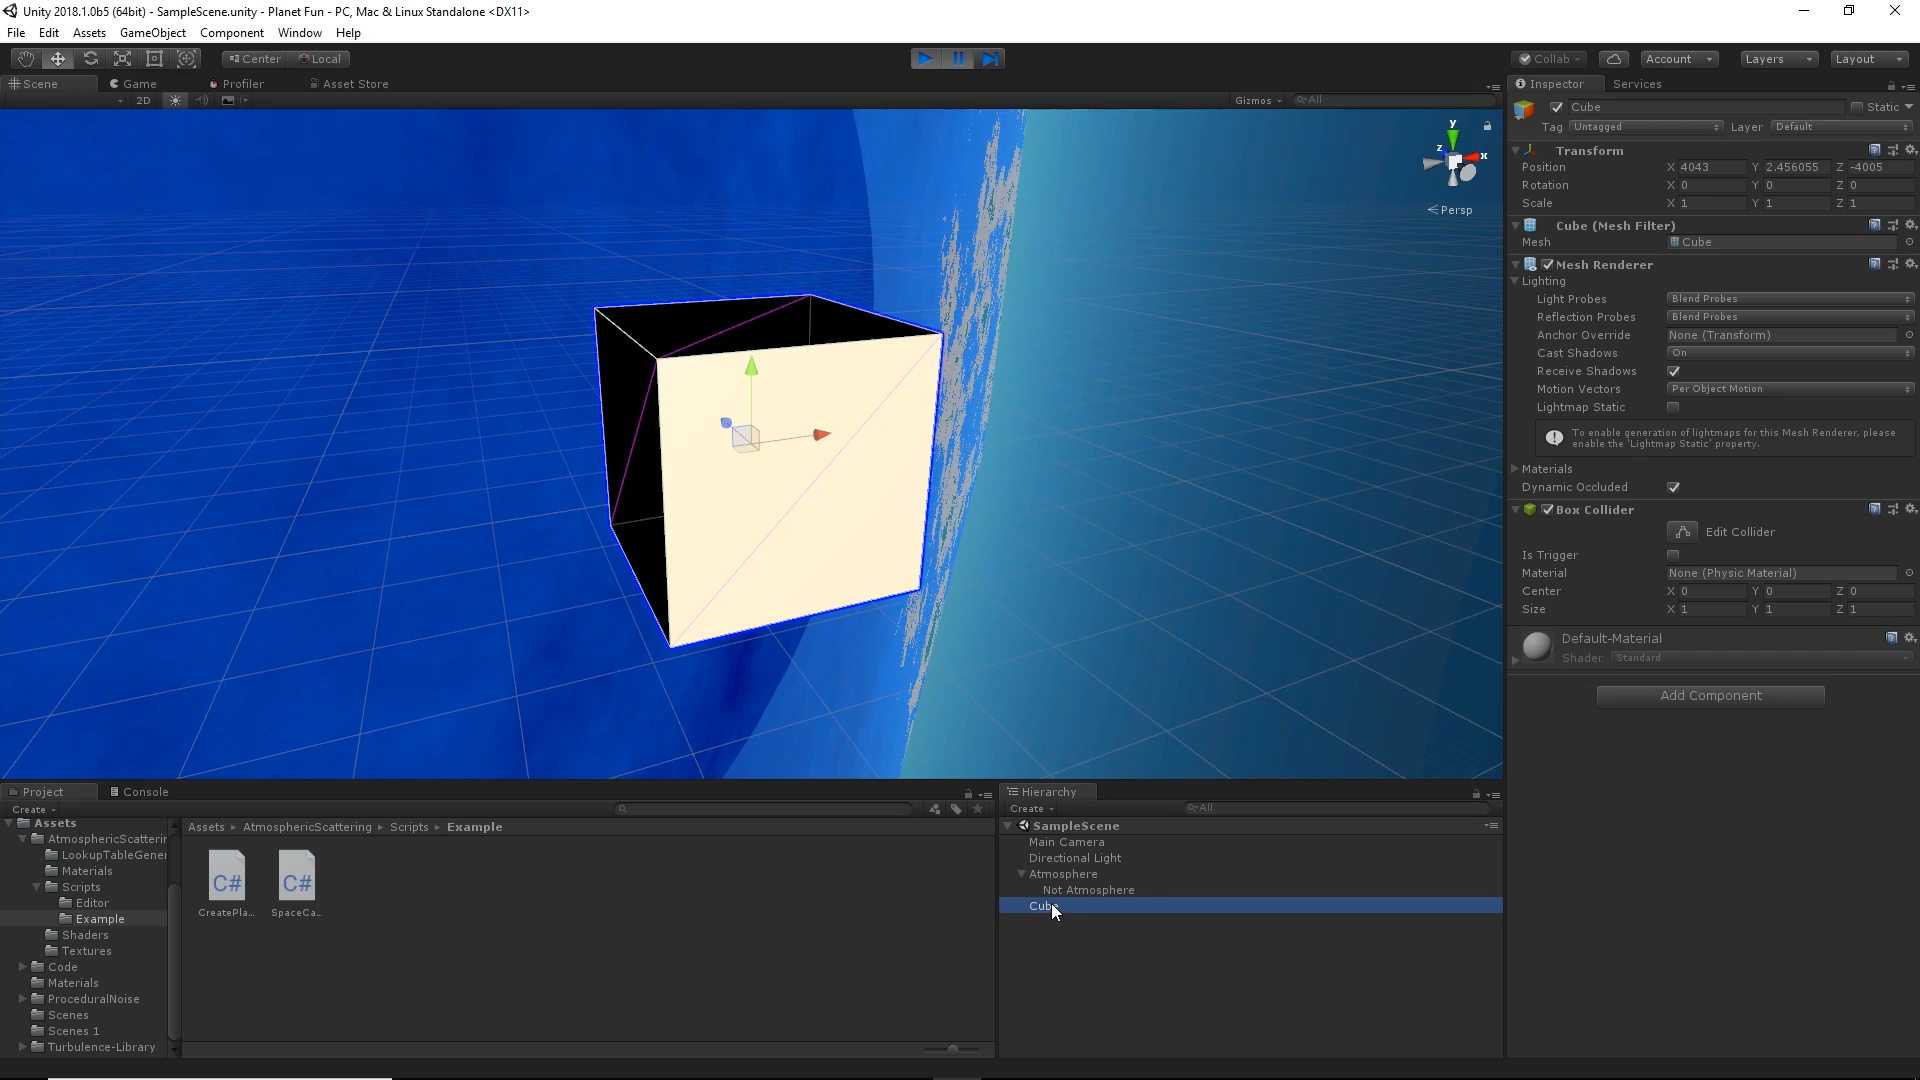 Unity 2018.1.0b5 (64bit) - SampleScene.unity - Planet Fun - PC, Mac & Linux Standalone <DX11>
File Edit Assets GameObject Component Window Help
Center Local
Collab Account Layers Layout
Scene Game Profiler Asset Store
2D
Gizmos All
y
z x
Persp
Inspector Services
Cube Static
Tag Untagged Layer Default
Transform
Position X 4043 Y 2.456055 Z -4005
Rotation X 0 Y 0 Z 0
Scale X 1 Y 1 Z 1
Cube (Mesh Filter)
Mesh Cube
Mesh Renderer
Lighting
Light Probes Blend Probes
Reflection Probes Blend Probes
Anchor Override None (Transform)
Cast Shadows On
Receive Shadows
Motion Vectors Per Object Motion
Lightmap Static
To enable generation of lightmaps for this Mesh Renderer, please
enable the 'Lightmap Static' property.
Materials
Dynamic Occluded
Box Collider
Edit Collider
Is Trigger
Material None (Physic Material)
Center X 0 Y 0 Z 0
Size X 1 Y 1 Z 1
Default-Material
Shader Standard
Add Component
Project Console
Create
Assets
AtmosphericScatterin
LookupTableGener
Materials
Scripts
Editor
Example
Shaders
Textures
Code
Materials
ProceduralNoise
Scenes
Scenes 1
Turbulence-Library
Assets AtmosphericScattering Scripts Example
C# C#
CreatePla... SpaceCa...
Hierarchy
Create All
SampleScene
Main Camera
Directional Light
Atmosphere
Not Atmosphere
Cube